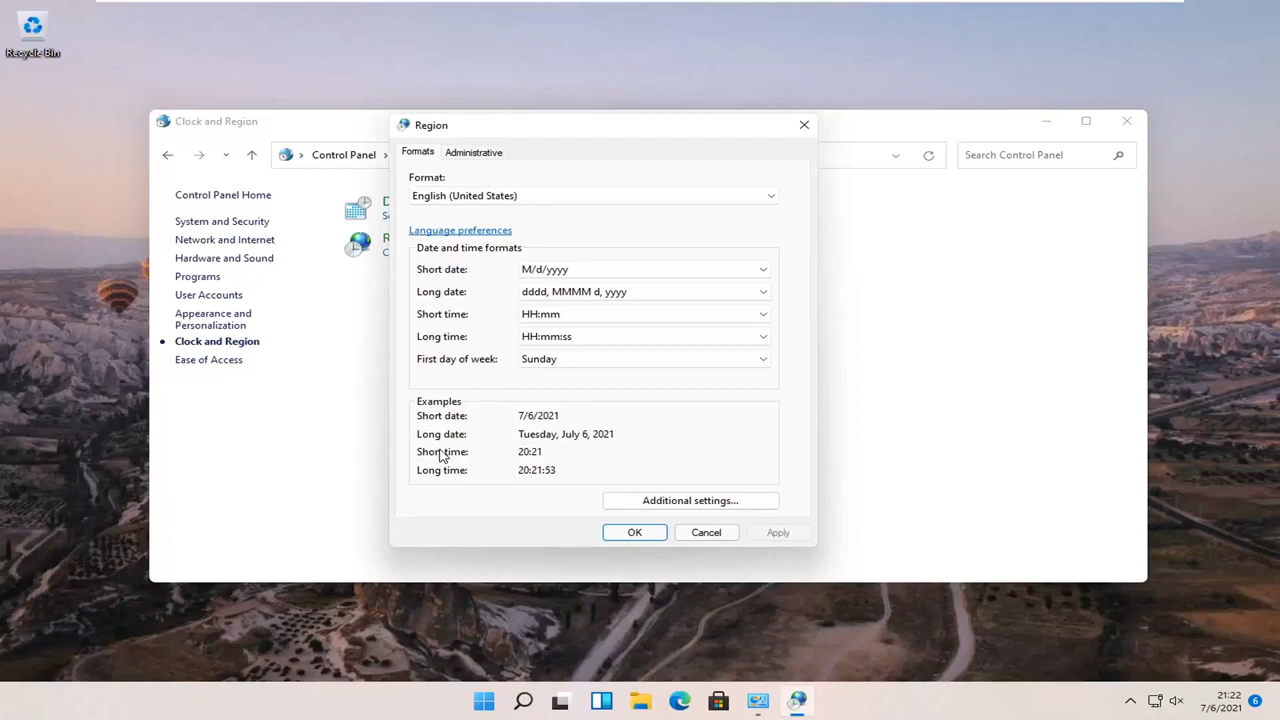 Recycle Bin
Clock and Region
Control Panel
Search Control Panel
Control Panel Home
System and Security
Network and Internet
Hardware and Sound
Programs
User Accounts
Appearance and
Personalization
Clock and Region
Ease of Access
Region
Formats Administrative
Format:
English (United States)
Language preferences
Date and time formats
Short date: M/d/yyyy
Long date: dddd, MMMM d, yyyy
Short time: HH:mm
Long time: HH:mm:ss
First day of week: Sunday
Examples
Short date: 7/6/2021
Long date: Tuesday, July 6, 2021
Short time: 20:21
Long time: 20:21:53
Additional settings...
OK Cancel Apply
21:22
7/6/2021
6